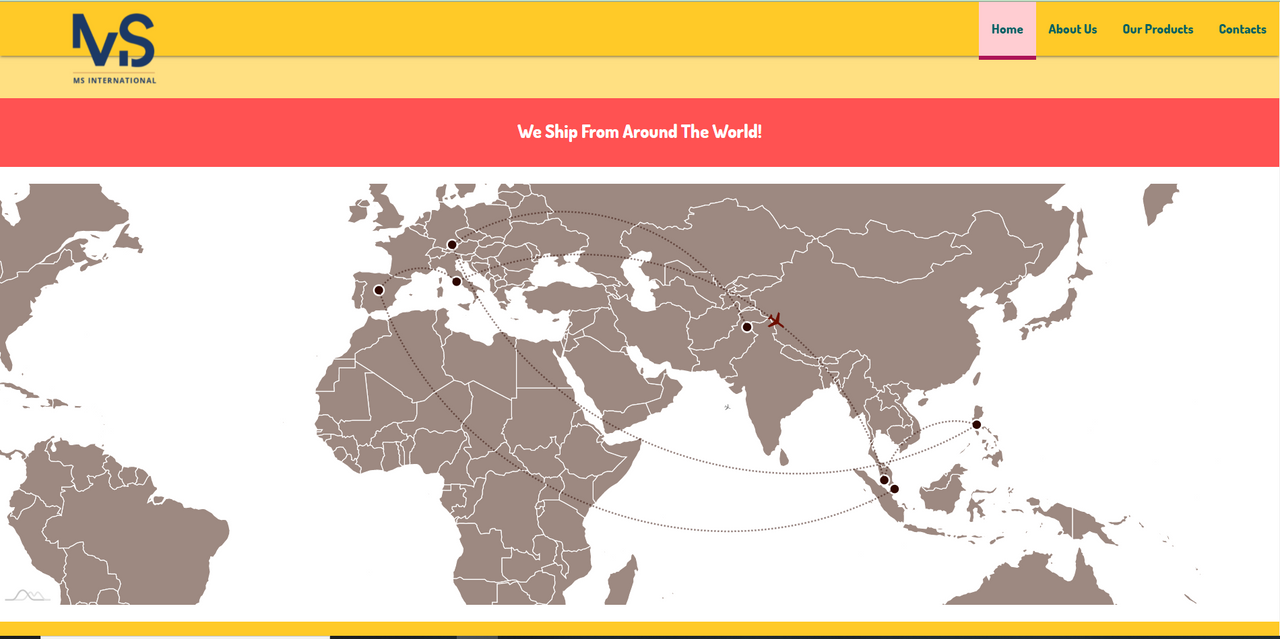 MS
MS INTERNATIONAL
Home About Us Our Products Contacts
We Ship From Around The World!